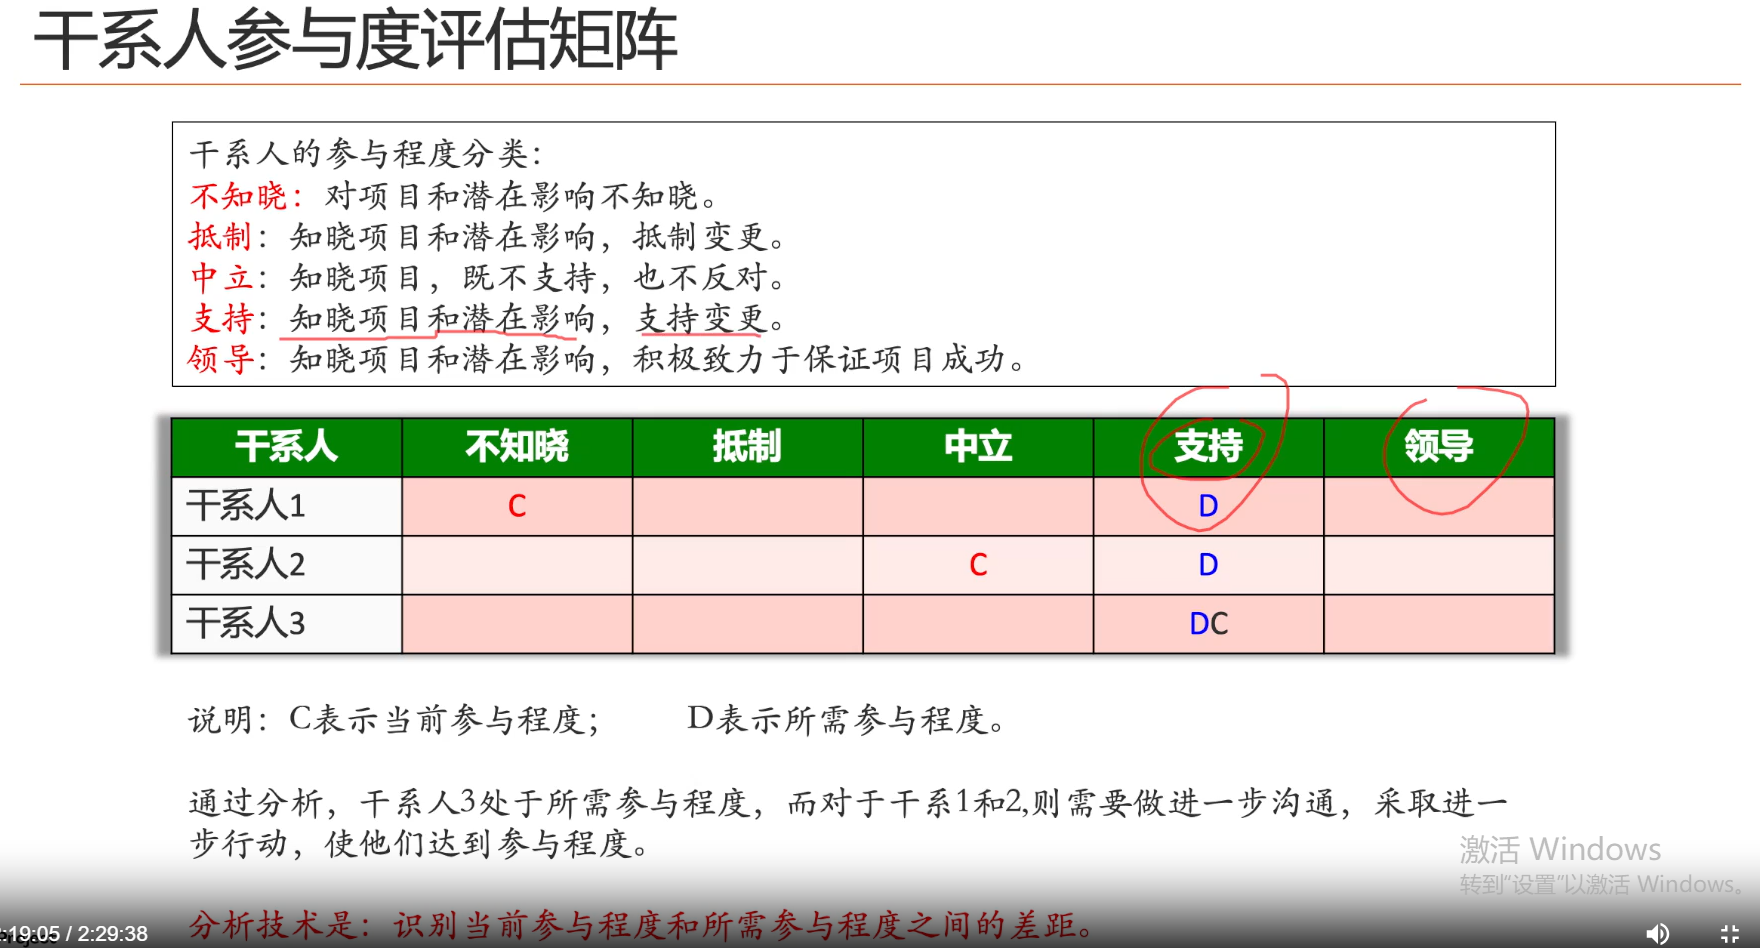 干系人参与度评估矩阵
干系人的参与程度分类：
不知晓：对项目和潜在影响不知晓。
抵制：知晓项目和潜在影响，抵制变更。
中立：知晓项目，既不支持，也不反对。
支持：知晓项目和潜在影响，支持变更。
领导：知晓项目和潜在影响，积极致力于保证项目成功。
干系人 不知晓 抵制 中立 支持 领导
干系人1 C D
干系人2 C D
干系人3 DC
说明：C表示当前参与程度； D表示所需参与程度。
通过分析，干系人3处于所需参与程度，而对于干系1和2,则需要做进一步沟通，采取进一
步行动，使他们达到参与程度。
激活 Windows
转到“设置”以激活 Windows。
分析技术是：识别当前参与程度和所需参与程度之间的差距。
:19:05 / 2:29:38